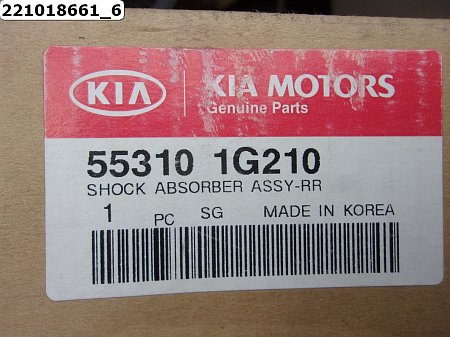 221018661_6
KIA KIA MOTORS
Genuine Parts
55310 1G210
SHOCK ABSORBER ASSY-RR
1 PC SG MADE IN KOREA